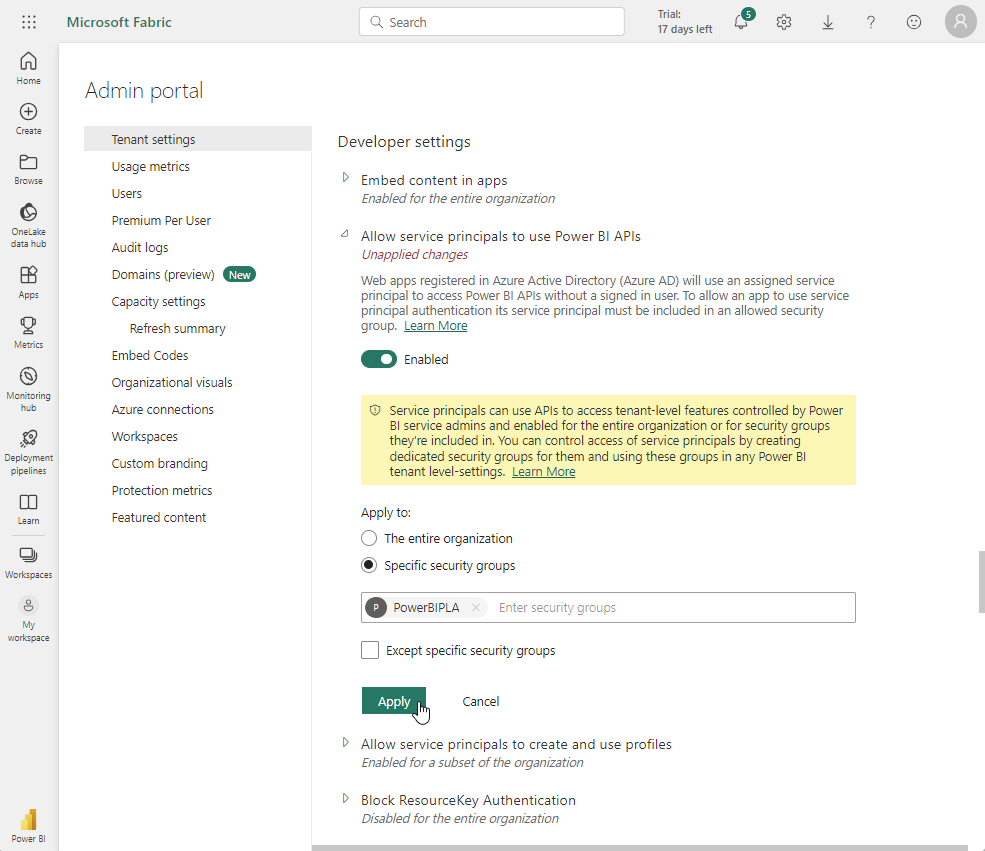 Microsoft Fabric
Search
Trial:
17 days left
5
Home
Create
Browse
OneLake
data hub
Apps
Metrics
Monitoring
hub
Deployment
pipelines
Learn
Workspaces
My
workspace
Power BI
Admin portal
Tenant settings
Usage metrics
Users
Premium Per User
Audit logs
Domains (preview) New
Capacity settings
Refresh summary
Embed Codes
Organizational visuals
Azure connections
Workspaces
Custom branding
Protection metrics
Featured content
Developer settings
Embed content in apps
Enabled for the entire organization
Allow service principals to use Power BI APIs
Unapplied changes
Web apps registered in Azure Active Directory (Azure AD) will use an assigned service
principal to access Power BI APIs without a signed in user. To allow an app to use service
principal authentication its service principal must be included in an allowed security
group. Learn More
Enabled
Service principals can use APIs to access tenant-level features controlled by Power
BI service admins and enabled for the entire organization or for security groups
they're included in. You can control access of service principals by creating
dedicated security groups for them and using these groups in any Power BI
tenant level-settings. Learn More
Apply to:
The entire organization
Specific security groups
P PowerBIPLA Enter security groups
Except specific security groups
Apply Cancel
Allow service principals to create and use profiles
Enabled for a subset of the organization
Block ResourceKey Authentication
Disabled for the entire organization